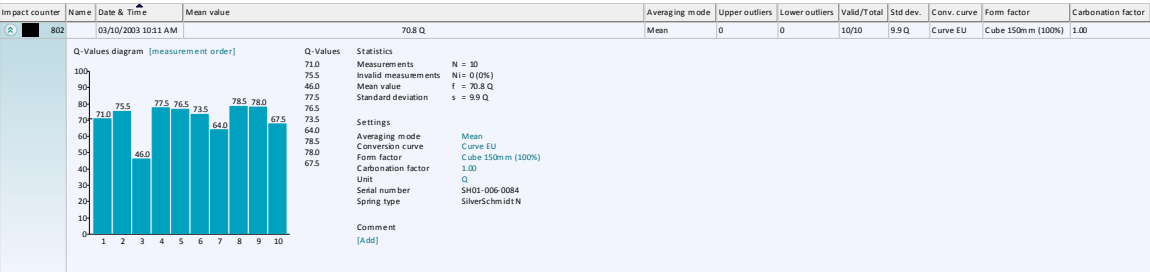 Impact counter Name Date & Time Mean value Averaging mode Upper outliers Lower outliers Valid/Total Std dev. Conv. curve Form factor Carbonation factor
802 03/10/2003 10:11 AM 70.8 Q Mean 0 0 10/10 9.9 Q Curve EU Cube 150mm (100%) 1.00
Q-Values diagram [measurement order]
100
90
80
70
60
50
40
30
20
10
0
71.0 75.5 46.0 77.5 76.5 73.5 64.0 78.5 78.0 67.5
1 2 3 4 5 6 7 8 9 10
Q-Values
71.0
75.5
46.0
77.5
76.5
73.5
64.0
78.5
78.0
67.5
Statistics
Measurements N = 10
Invalid measurements Ni = 0 (0%)
Mean value f = 70.8 Q
Standard deviation s = 9.9 Q
Settings
Averaging mode Mean
Conversion curve Curve EU
Form factor Cube 150mm (100%)
Carbonation factor 1.00
Unit Q
Serial number SH01-006-0084
Spring type SilverSchmidt N
Comment
[Add]